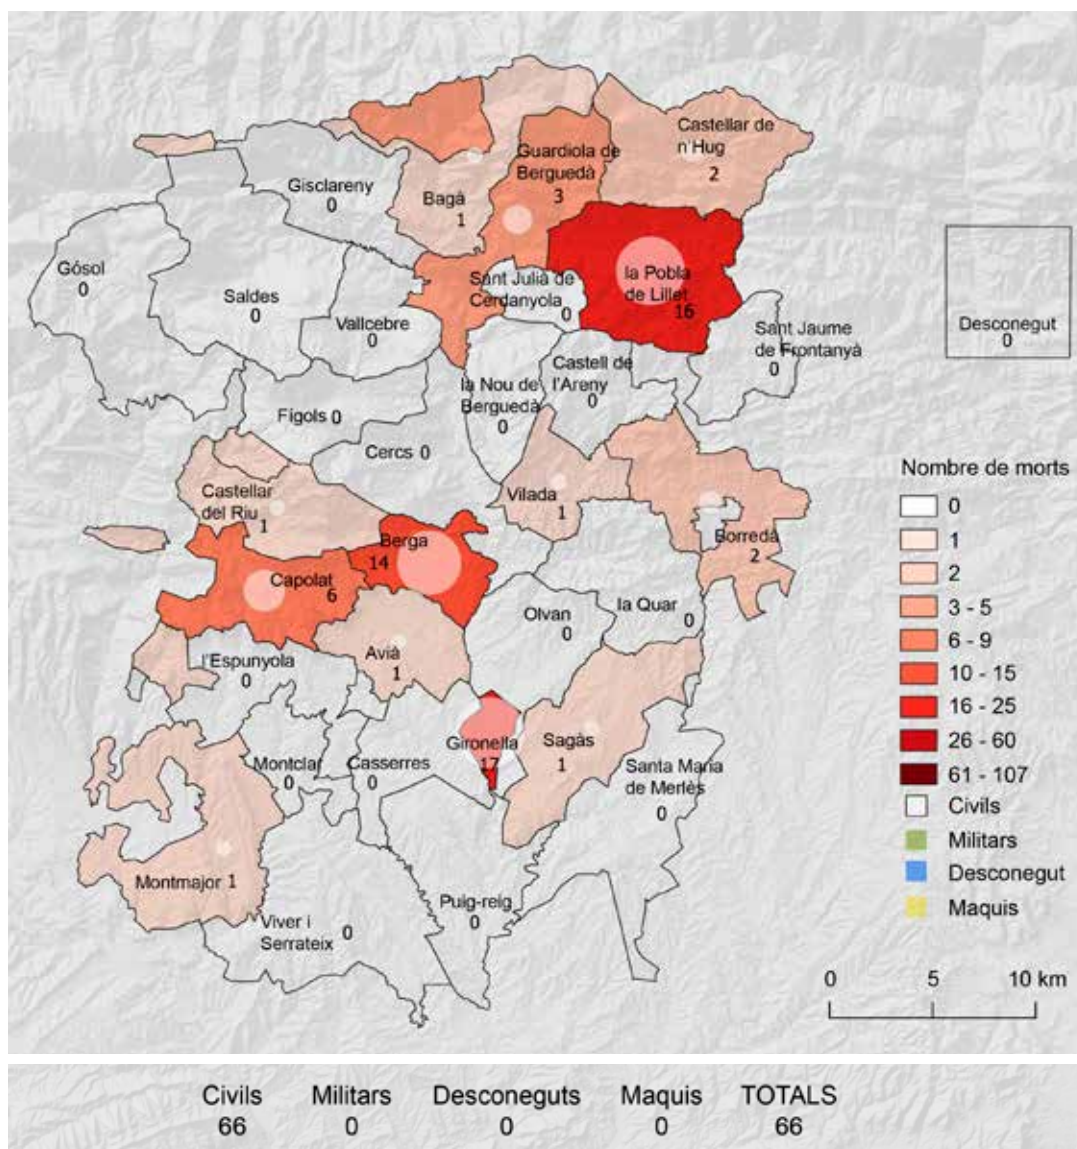 Castellar de
n'Hug
2
Guardiola de
Berguedà
3
Gisclareny
0
Bagà
1
Gósol
0
Saldes
0
Vallcebre
0
Sant Julià de
Cerdanyola
0
la Pobla
de Lillet
16
Sant Jaume
de Frontanyà
0
Desconegut
0
Castell de
l'Areny
0
la Nou de
Berguedà
0
Fígols 0
Cercs 0
Castellar
del Riu
1
Vilada
1
Borredà
2
Berga
14
Capolat
6
Olvan
0
la Quar
0
Avià
1
l'Espunyola
0
Gironella
17
Sagàs
1
Montclar
0
Casserres
0
Santa Maria
de Merlès
0
Montmajor 1
Puig-reig
0
Viver i
Serrateix
0
Nombre de morts
0
1
2
3 - 5
6 - 9
10 - 15
16 - 25
26 - 60
61 - 107
Civils
Militars
Desconegut
Maquis
0 5 10 km
Civils Militars Desconeguts Maquis TOTALS
66 0 0 0 66